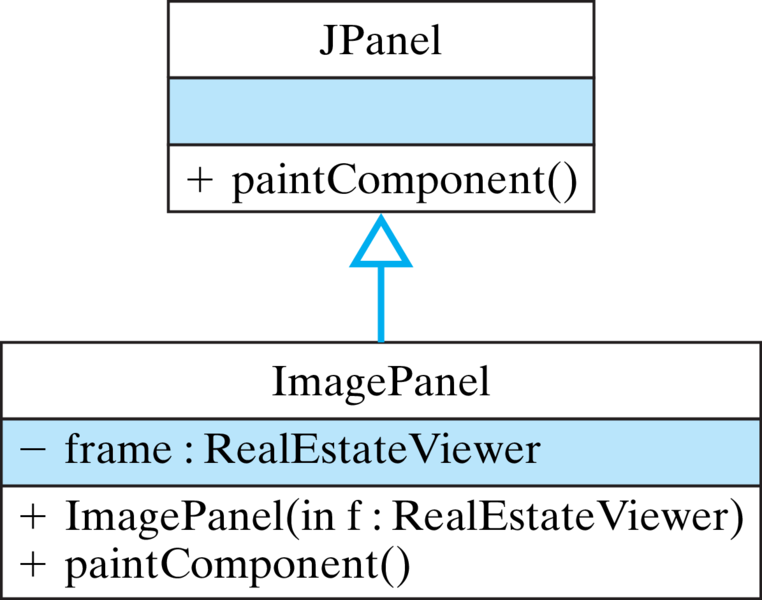 JPanel
+ paintComponent()
ImagePanel
− frame : RealEstateViewer
+ ImagePanel(in f : RealEstateViewer)
+ paintComponent()